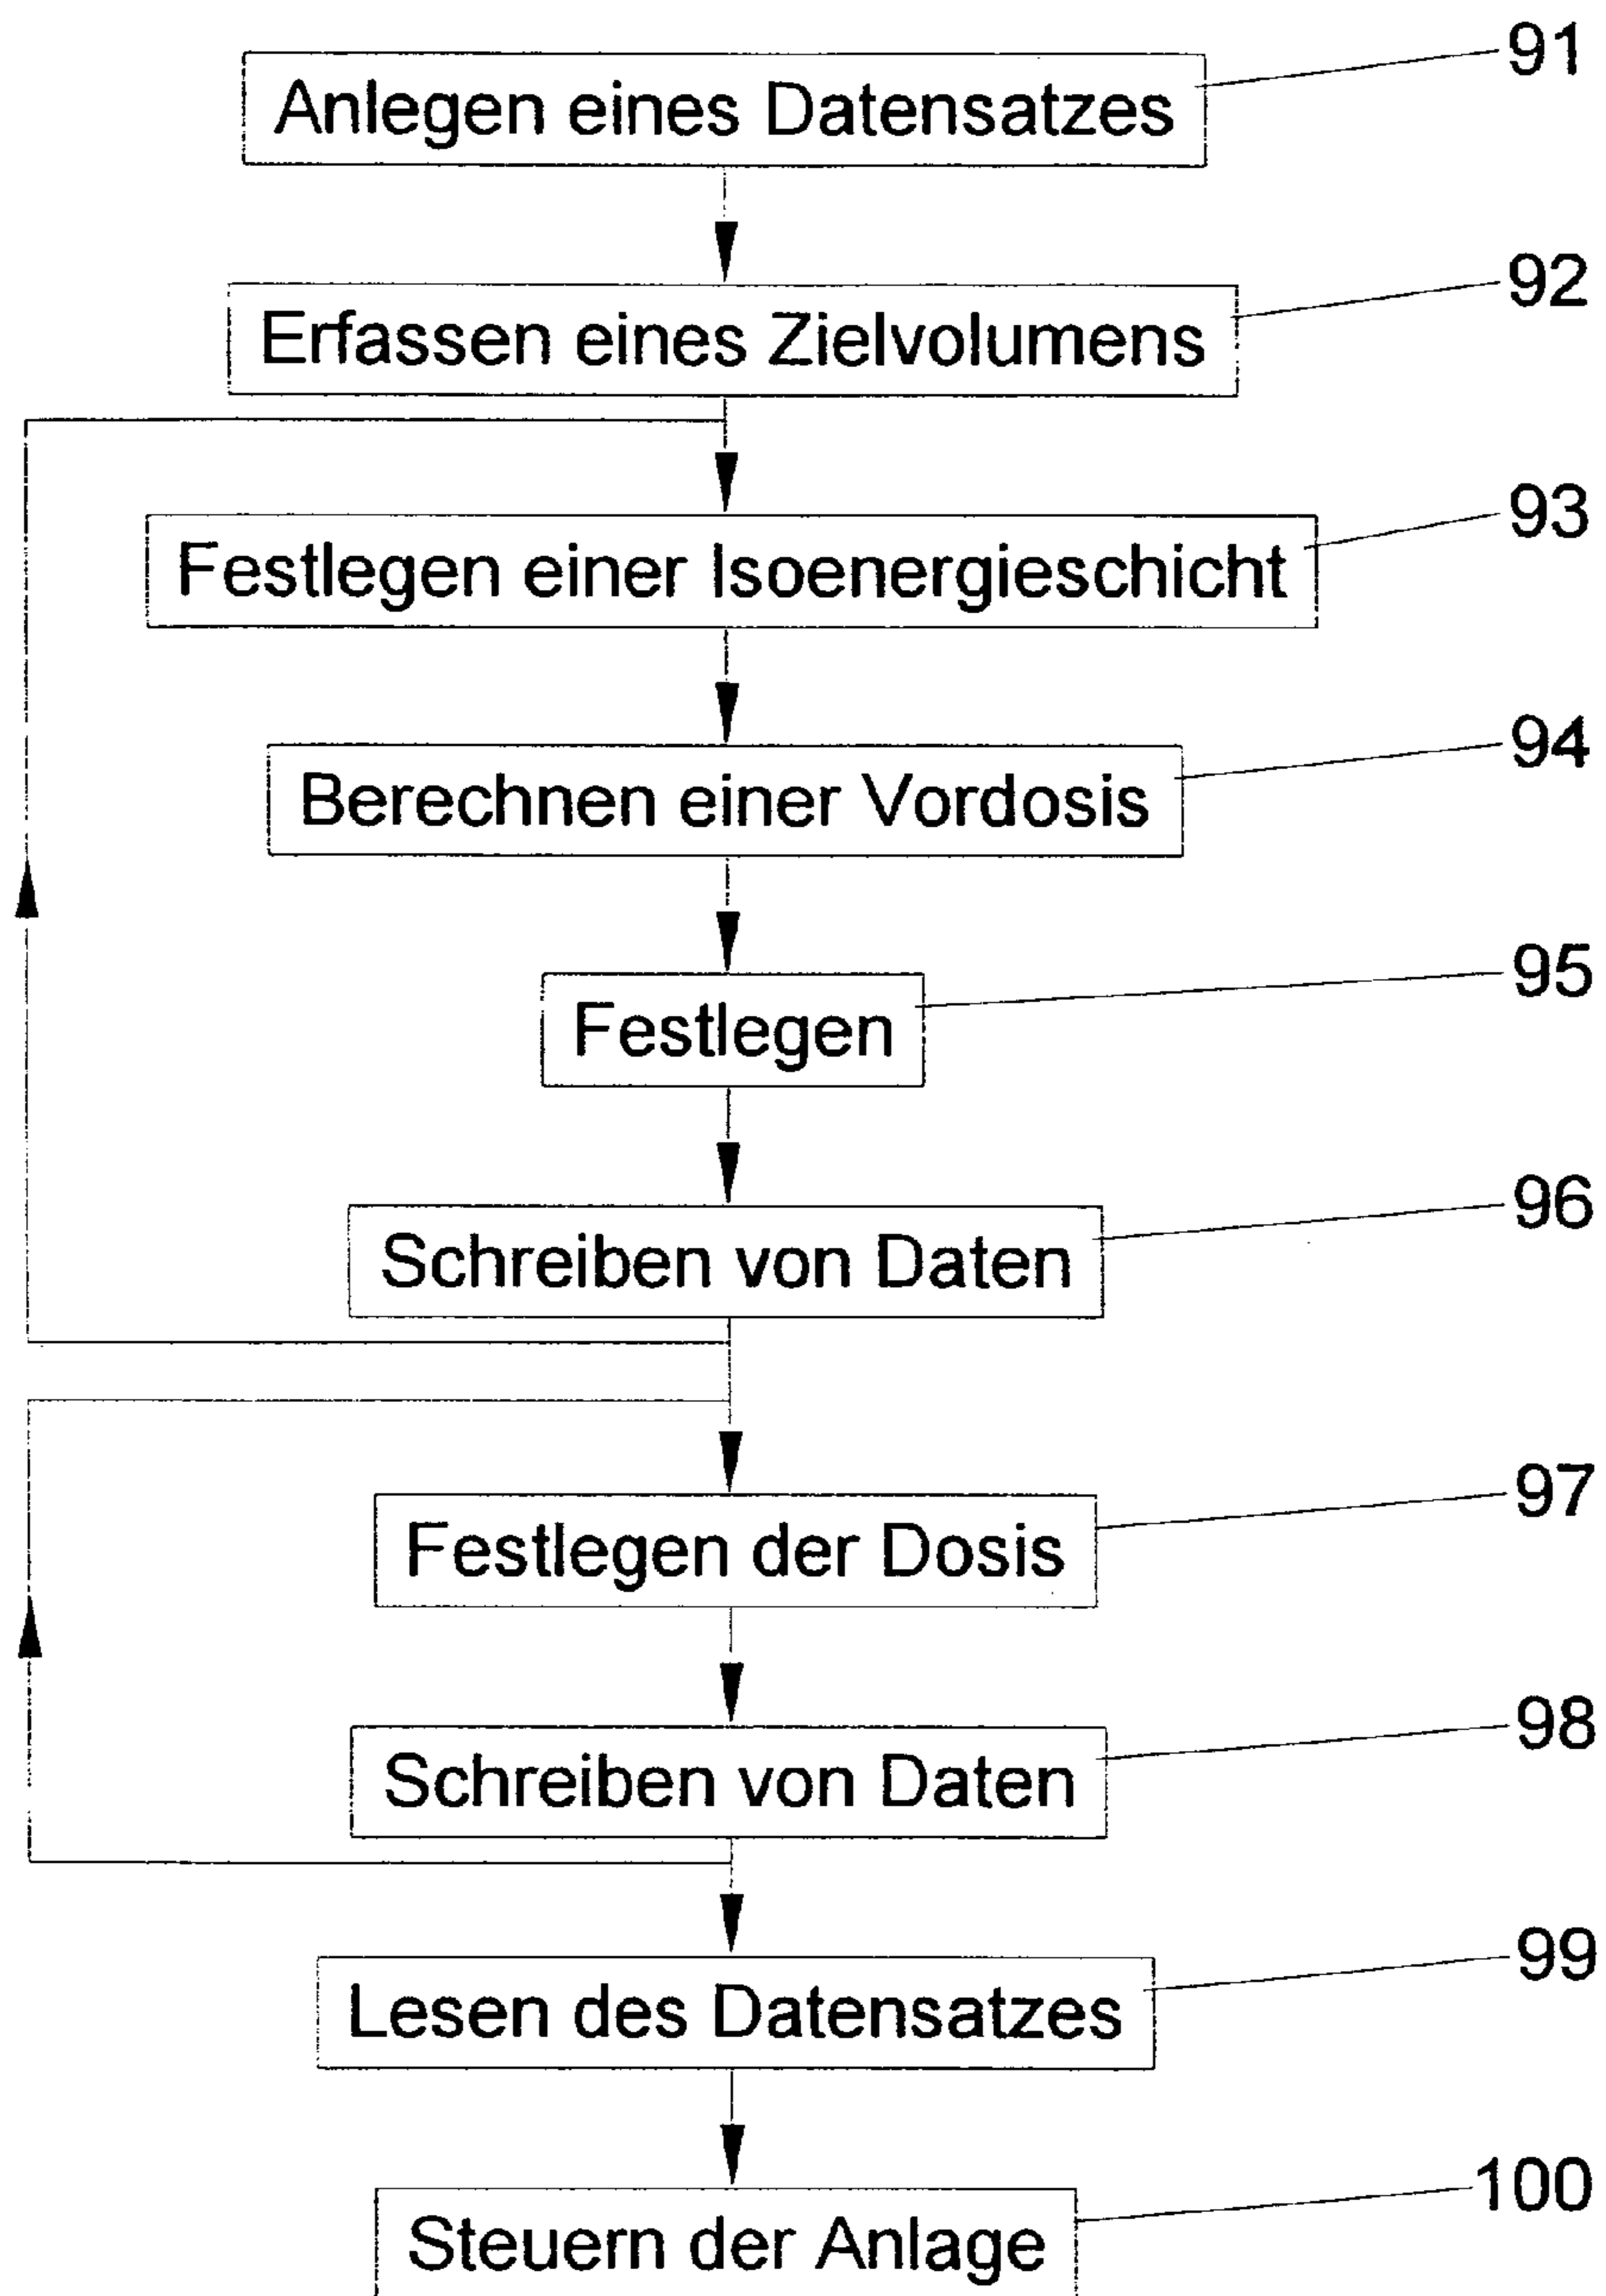 91
Anlegen eines Datensatzes
92
Erfassen eines Zielvolumens
93
Festlegen einer Isoenergieschicht
94
Berechnen einer Vordosis
95
Festlegen
96
Schreiben von Daten
97
Festlegen der Dosis
98
Schreiben von Daten
99
Lesen des Datensatzes
100
Steuern der Anlage